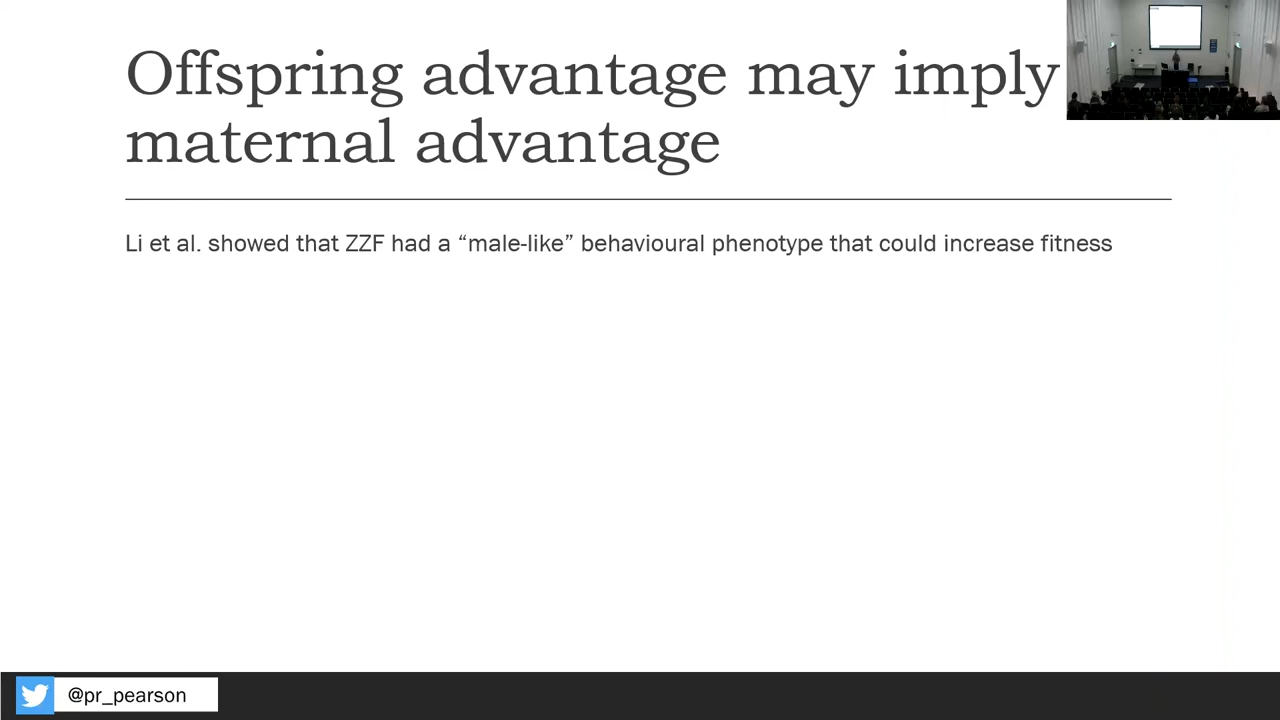 Offspring advantage may imply
maternal advantage
Li et al. showed that ZZF had a “male-like” behavioural phenotype that could increase fitness
@pr_pearson